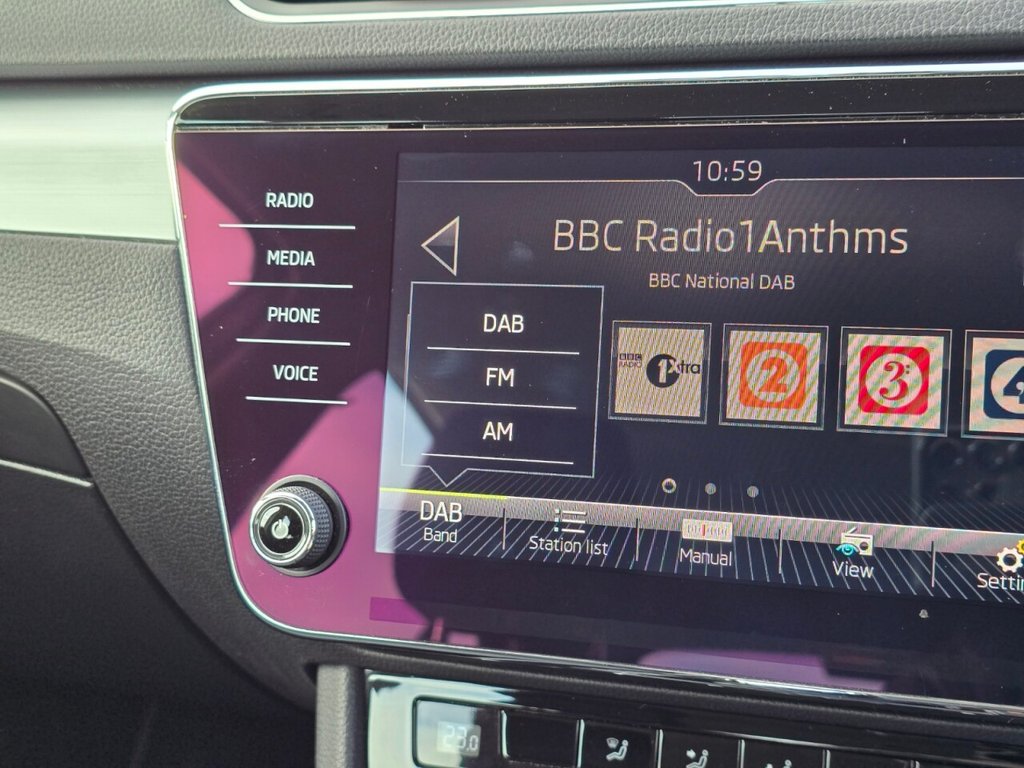 10:59
RADIO
MEDIA
PHONE
VOICE
BBC Radio1Anthms
BBC National DAB
DAB
FM
AM
BBC
RADIO
1Xtra
2
3
4
DAB
Band
Station list
Manual
View
Settin
23.0